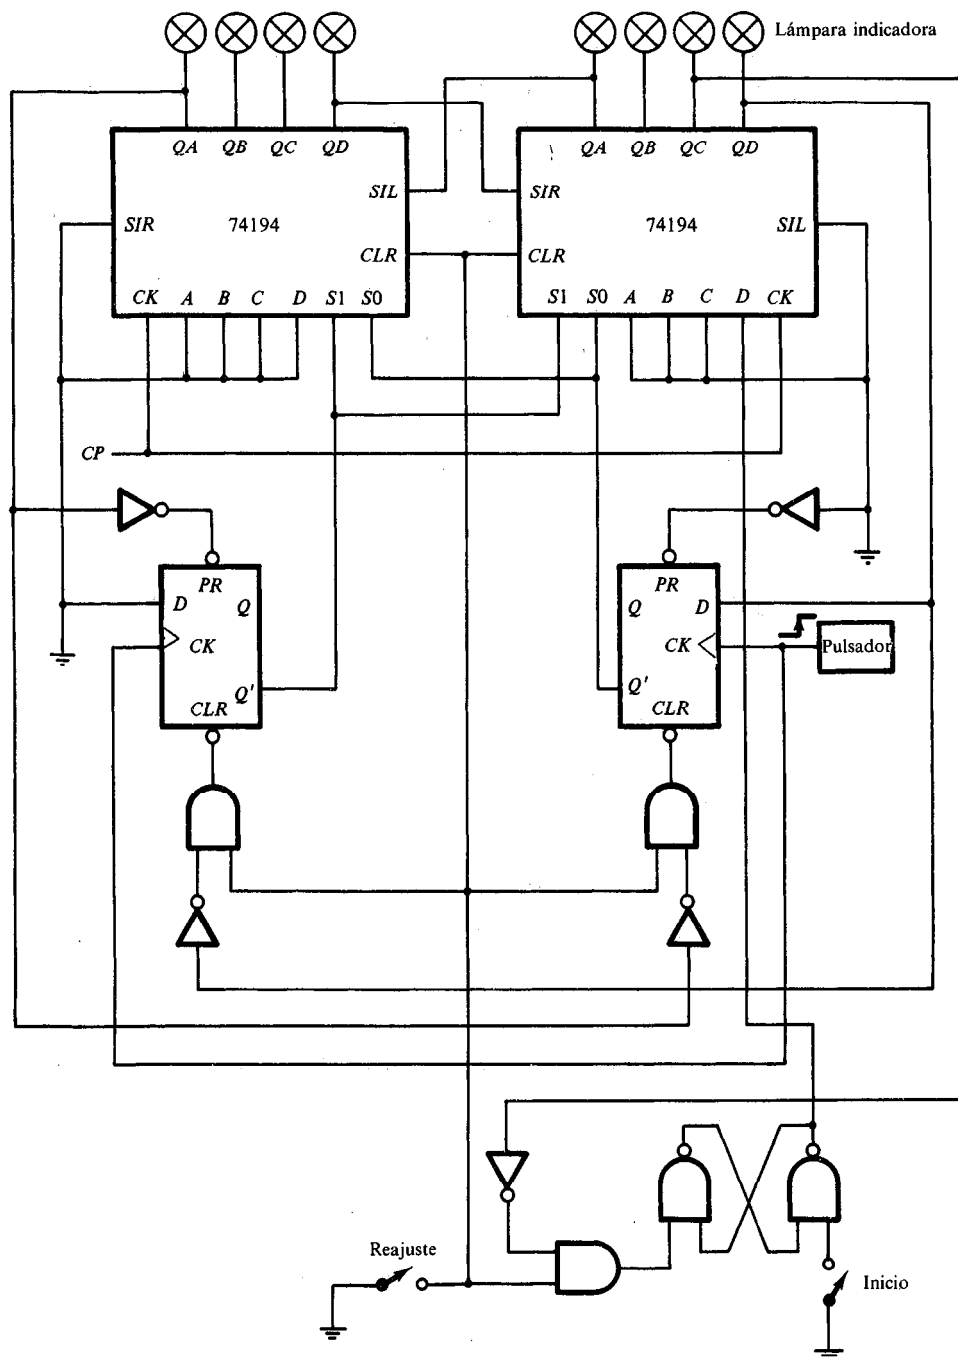 Lámpara indicadora
QA QB QC QD
SIL
SIR 74194
CLR
CK A B C D S1 S0
QA QB QC QD
SIR
74194 SIL
CLR
S1 S0 A B C D CK
CP
PR
D Q
CK
Q'
CLR
PR
Q D
CK
Q'
CLR
Pulsador
Reajuste
Inicio